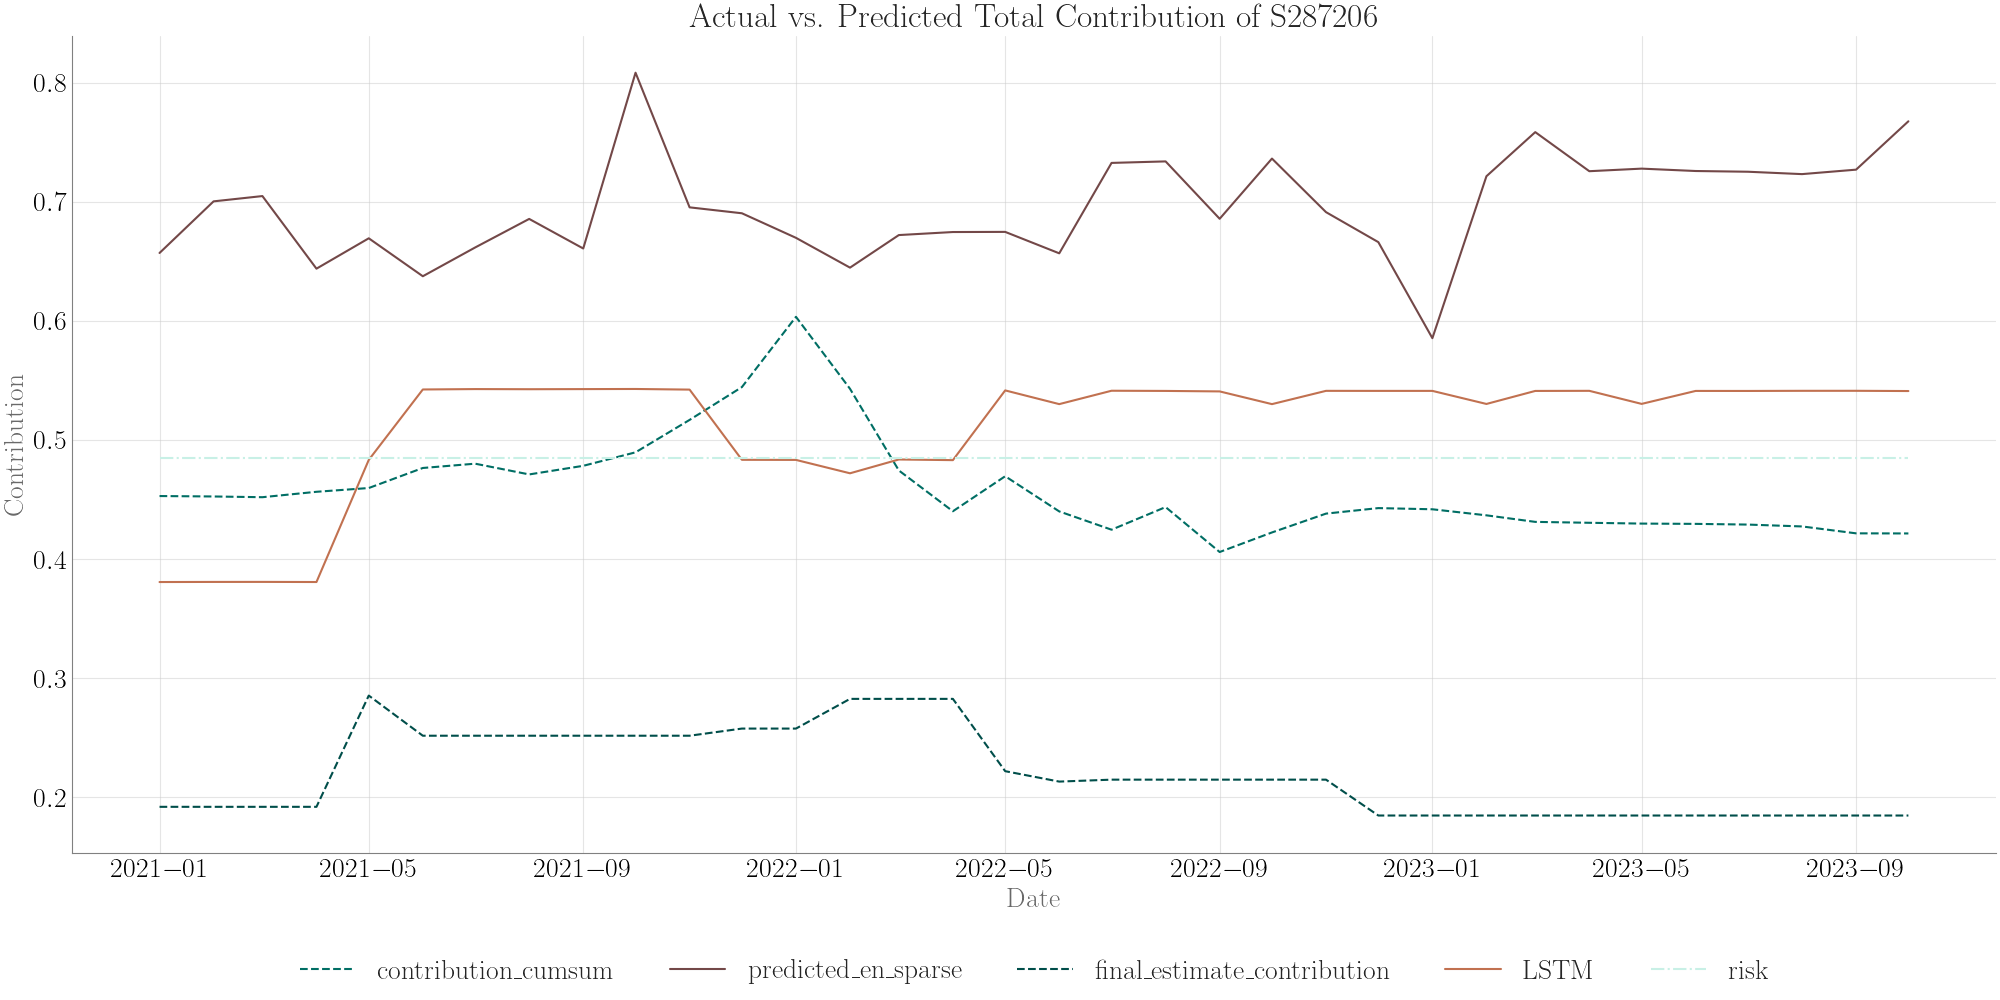 Actual vs. Predicted Total Contribution of S287206
Contribution
0.8
0.7
0.6
0.5
0.4
0.3
0.2
2021−01 2021−05 2021−09 2022−01 2022−05 2022−09 2023−01 2023−05 2023−09
Date
contribution_cumsum predicted_en_sparse final_estimate_contribution LSTM risk